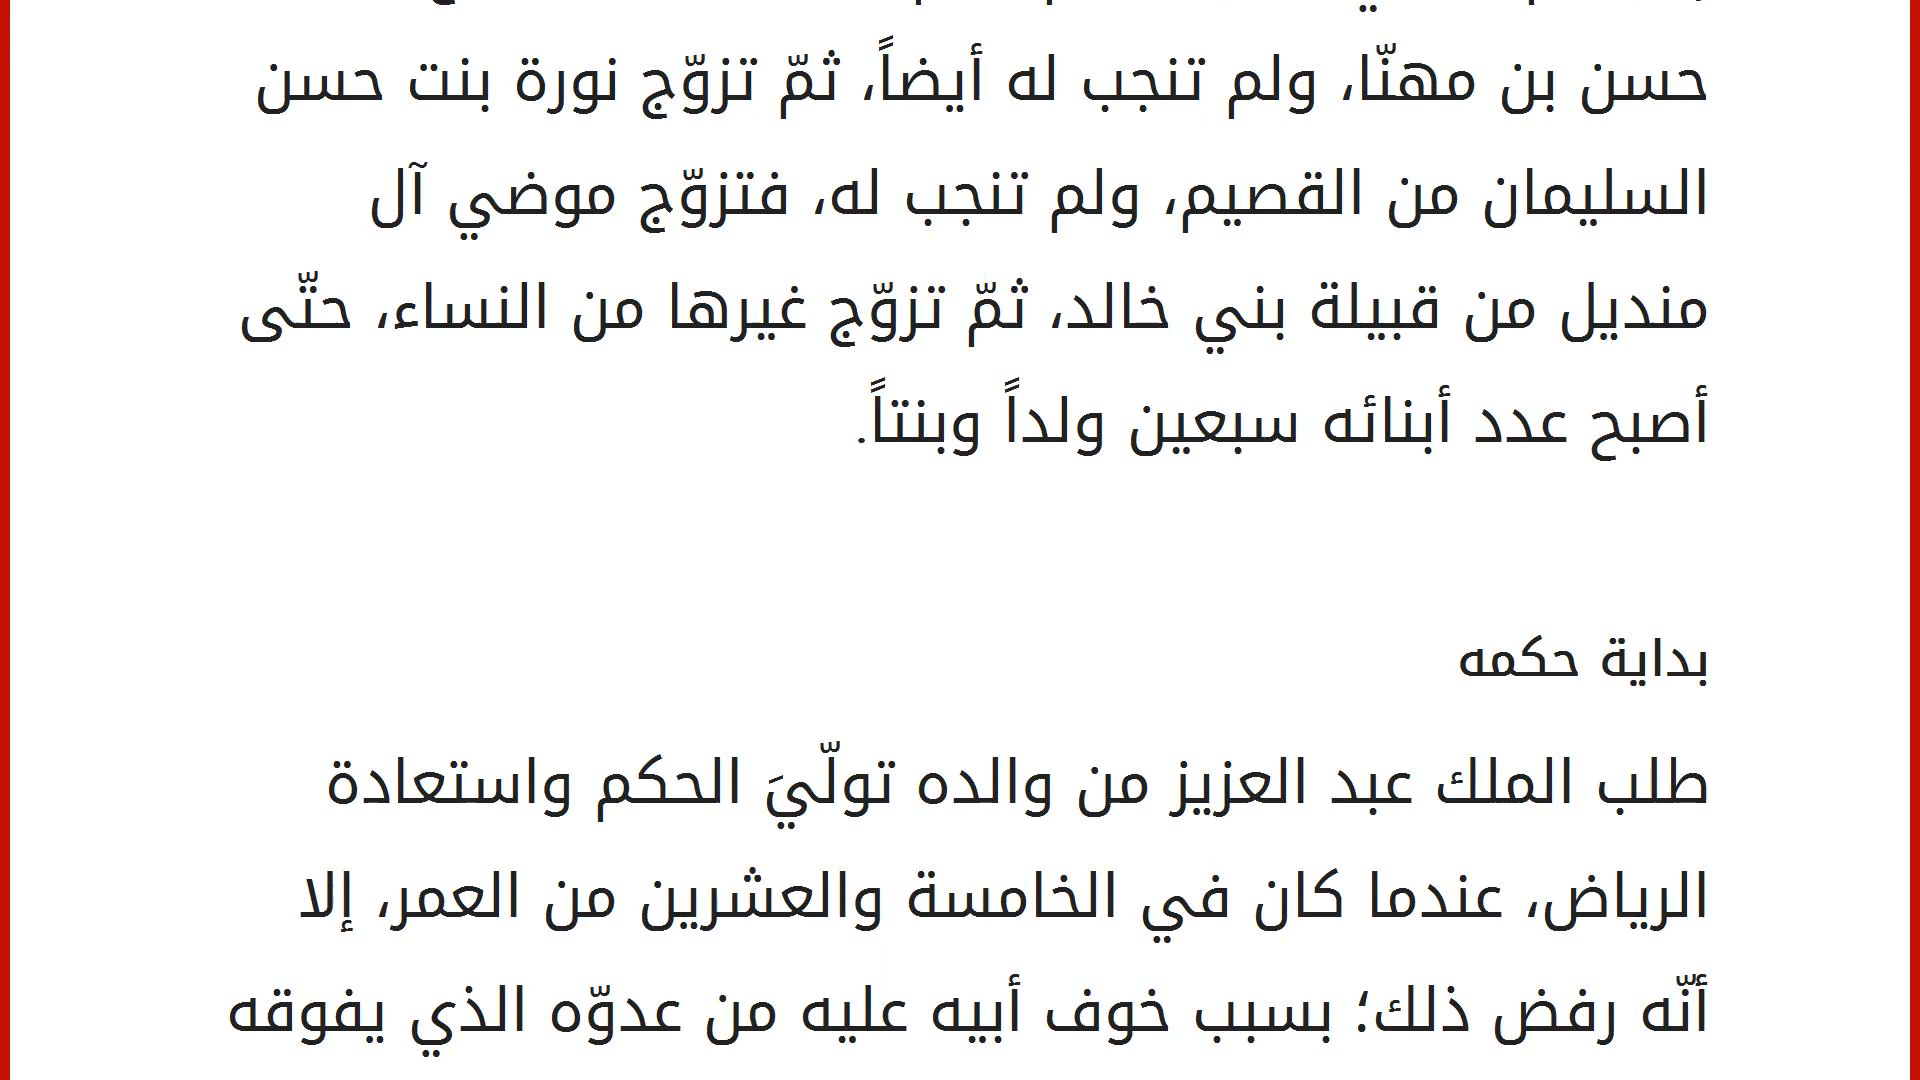 حسن بن مهنّا، ولم تنجب له أيضاً، ثمّ تزوّج نورة بنت حسن
السليمان من القصيم، ولم تنجب له، فتزوّج موضي آل
منديل من قبيلة بني خالد، ثمّ تزوّج غيرها من النساء، حتّى
أصبح عدد أبنائه سبعين ولداً وبنتاً.
بداية حكمه
طلب الملك عبد العزيز من والده تولّيَ الحكم واستعادة
الرياض، عندما كان في الخامسة والعشرين من العمر، إلا
أنّه رفض ذلك؛ بسبب خوف أبيه عليه من عدوّه الذي يفوقه